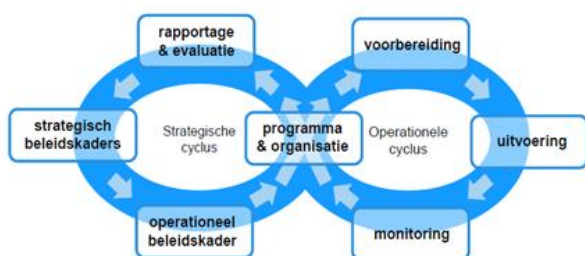 rapportage
& evaluatie
voorbereiding
strategisch
beleidskaders
Strategische
cyclus
programma
& organisatie
Operationele
cyclus
uitvoering
operationeel
beleidskader
monitoring